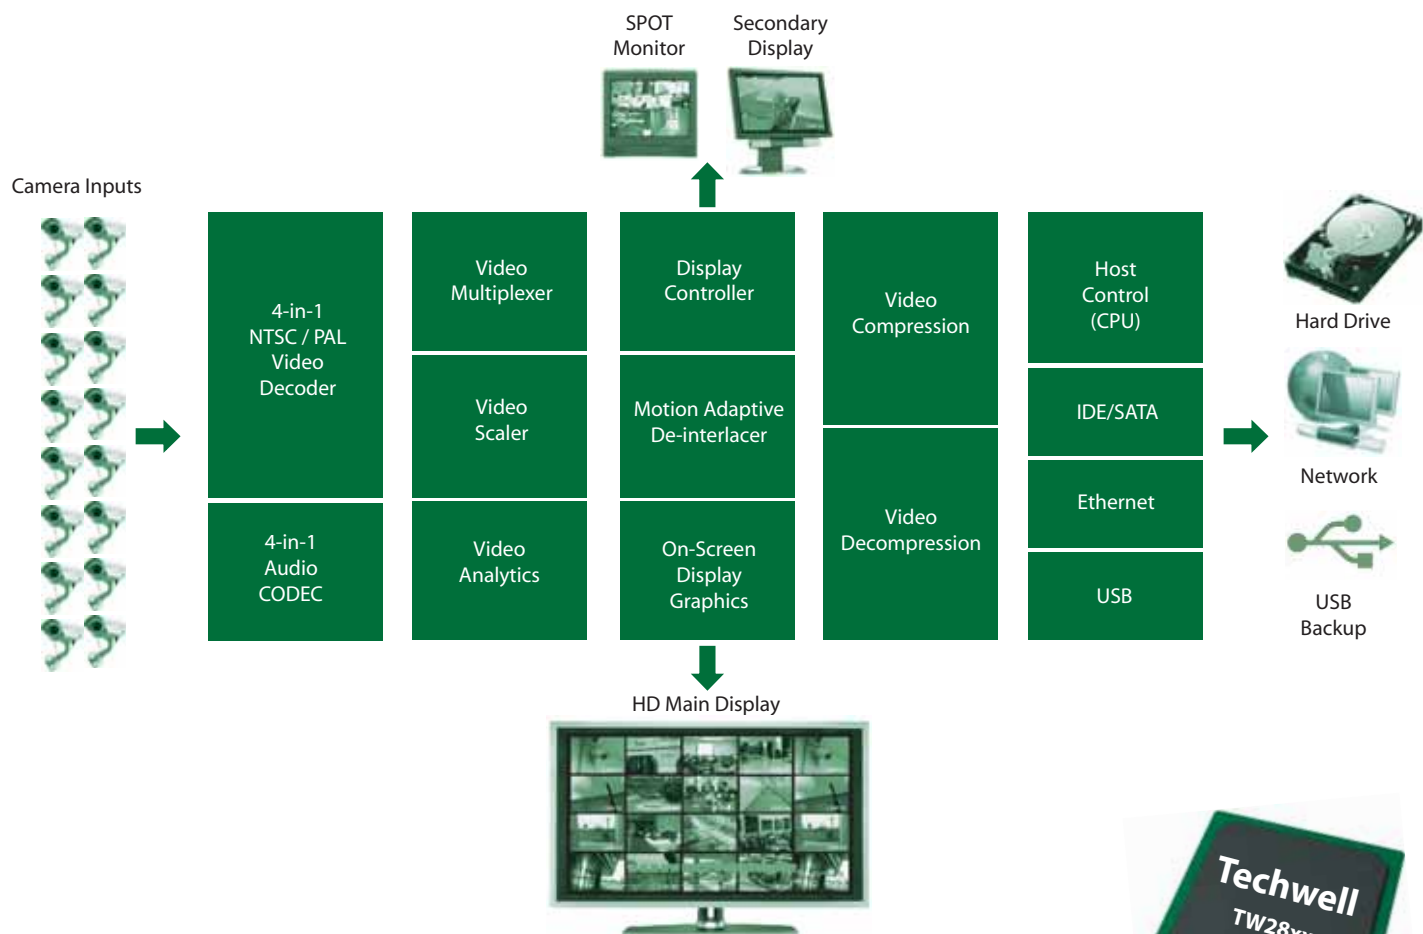 SPOT
Monitor
Secondary
Display
Camera Inputs
4-in-1
NTSC / PAL
Video
Decoder
4-in-1
Audio
CODEC
Video
Multiplexer
Video
Scaler
Video
Analytics
Display
Controller
Motion Adaptive
De-interlacer
On-Screen
Display
Graphics
Video
Compression
Video
Decompression
Host
Control
(CPU)
IDE/SATA
Ethernet
USB
Hard Drive
Network
USB
Backup
HD Main Display
Techwell
TW28xx